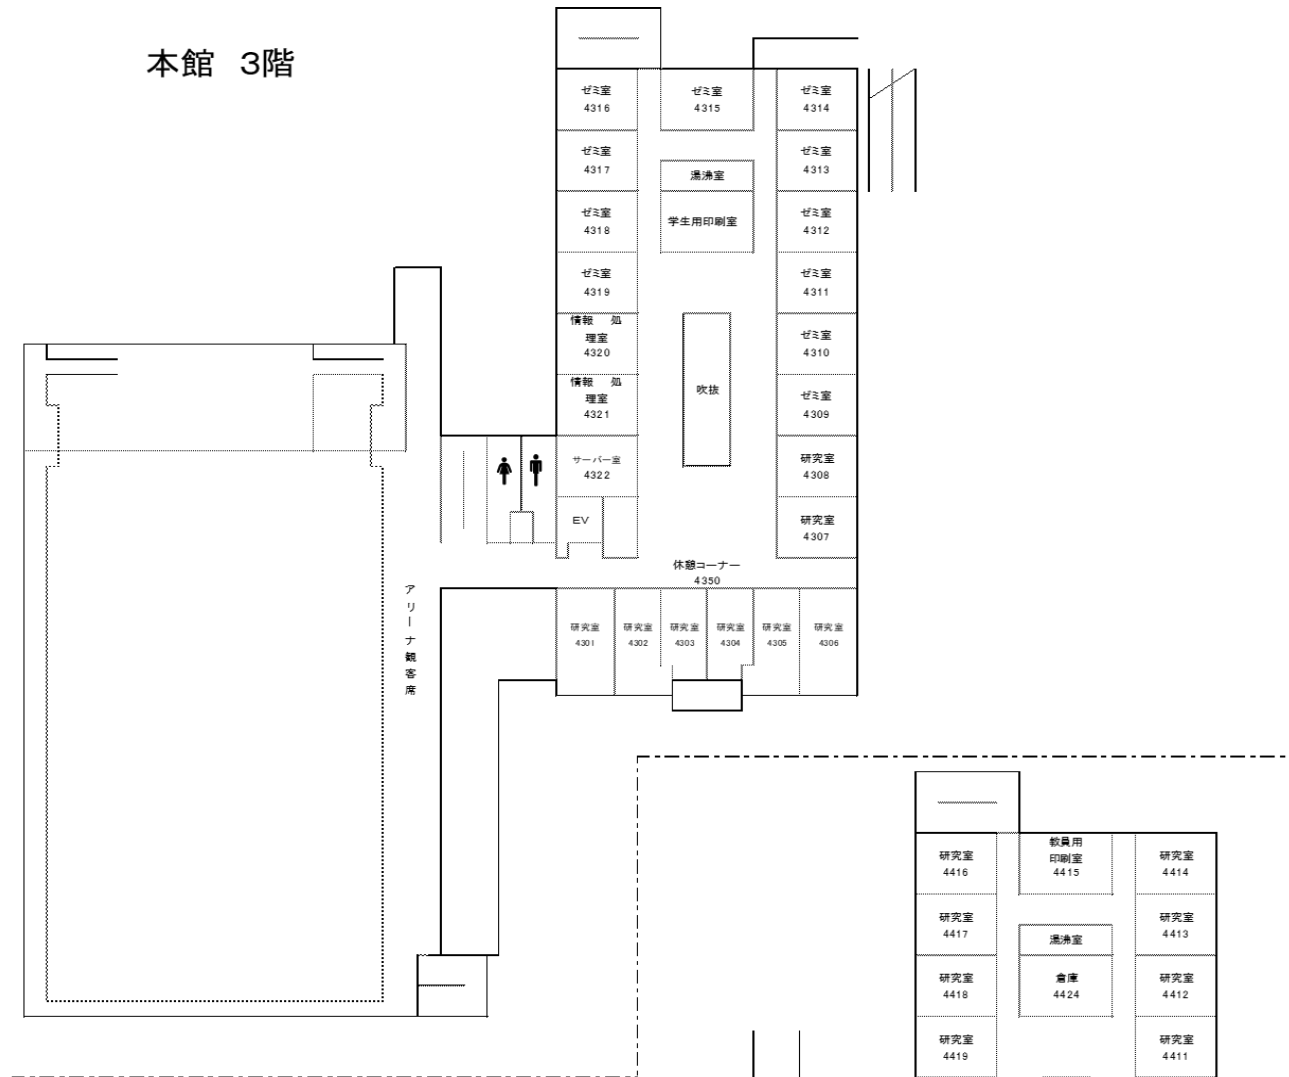 本館　3階
ゼミ室
4316
ゼミ室
4315
ゼミ室
4314
ゼミ室
4317
湯沸室
ゼミ室
4313
ゼミ室
4318
学生用印刷室
ゼミ室
4312
ゼミ室
4319
ゼミ室
4311
情報　処
理室
4320
ゼミ室
4310
情報　処
理室
4321
吹抜
ゼミ室
4309
サーバー室
4322
研究室
4308
EV
研究室
4307
休憩コーナー
4350
アリーナ観客席
研究室
4301
研究室
4302
研究室
4303
研究室
4304
研究室
4305
研究室
4306
研究室
4416
教員用
印刷室
4415
研究室
4414
研究室
4417
湯沸室
研究室
4413
研究室
4418
倉庫
4424
研究室
4412
研究室
4419
研究室
4411